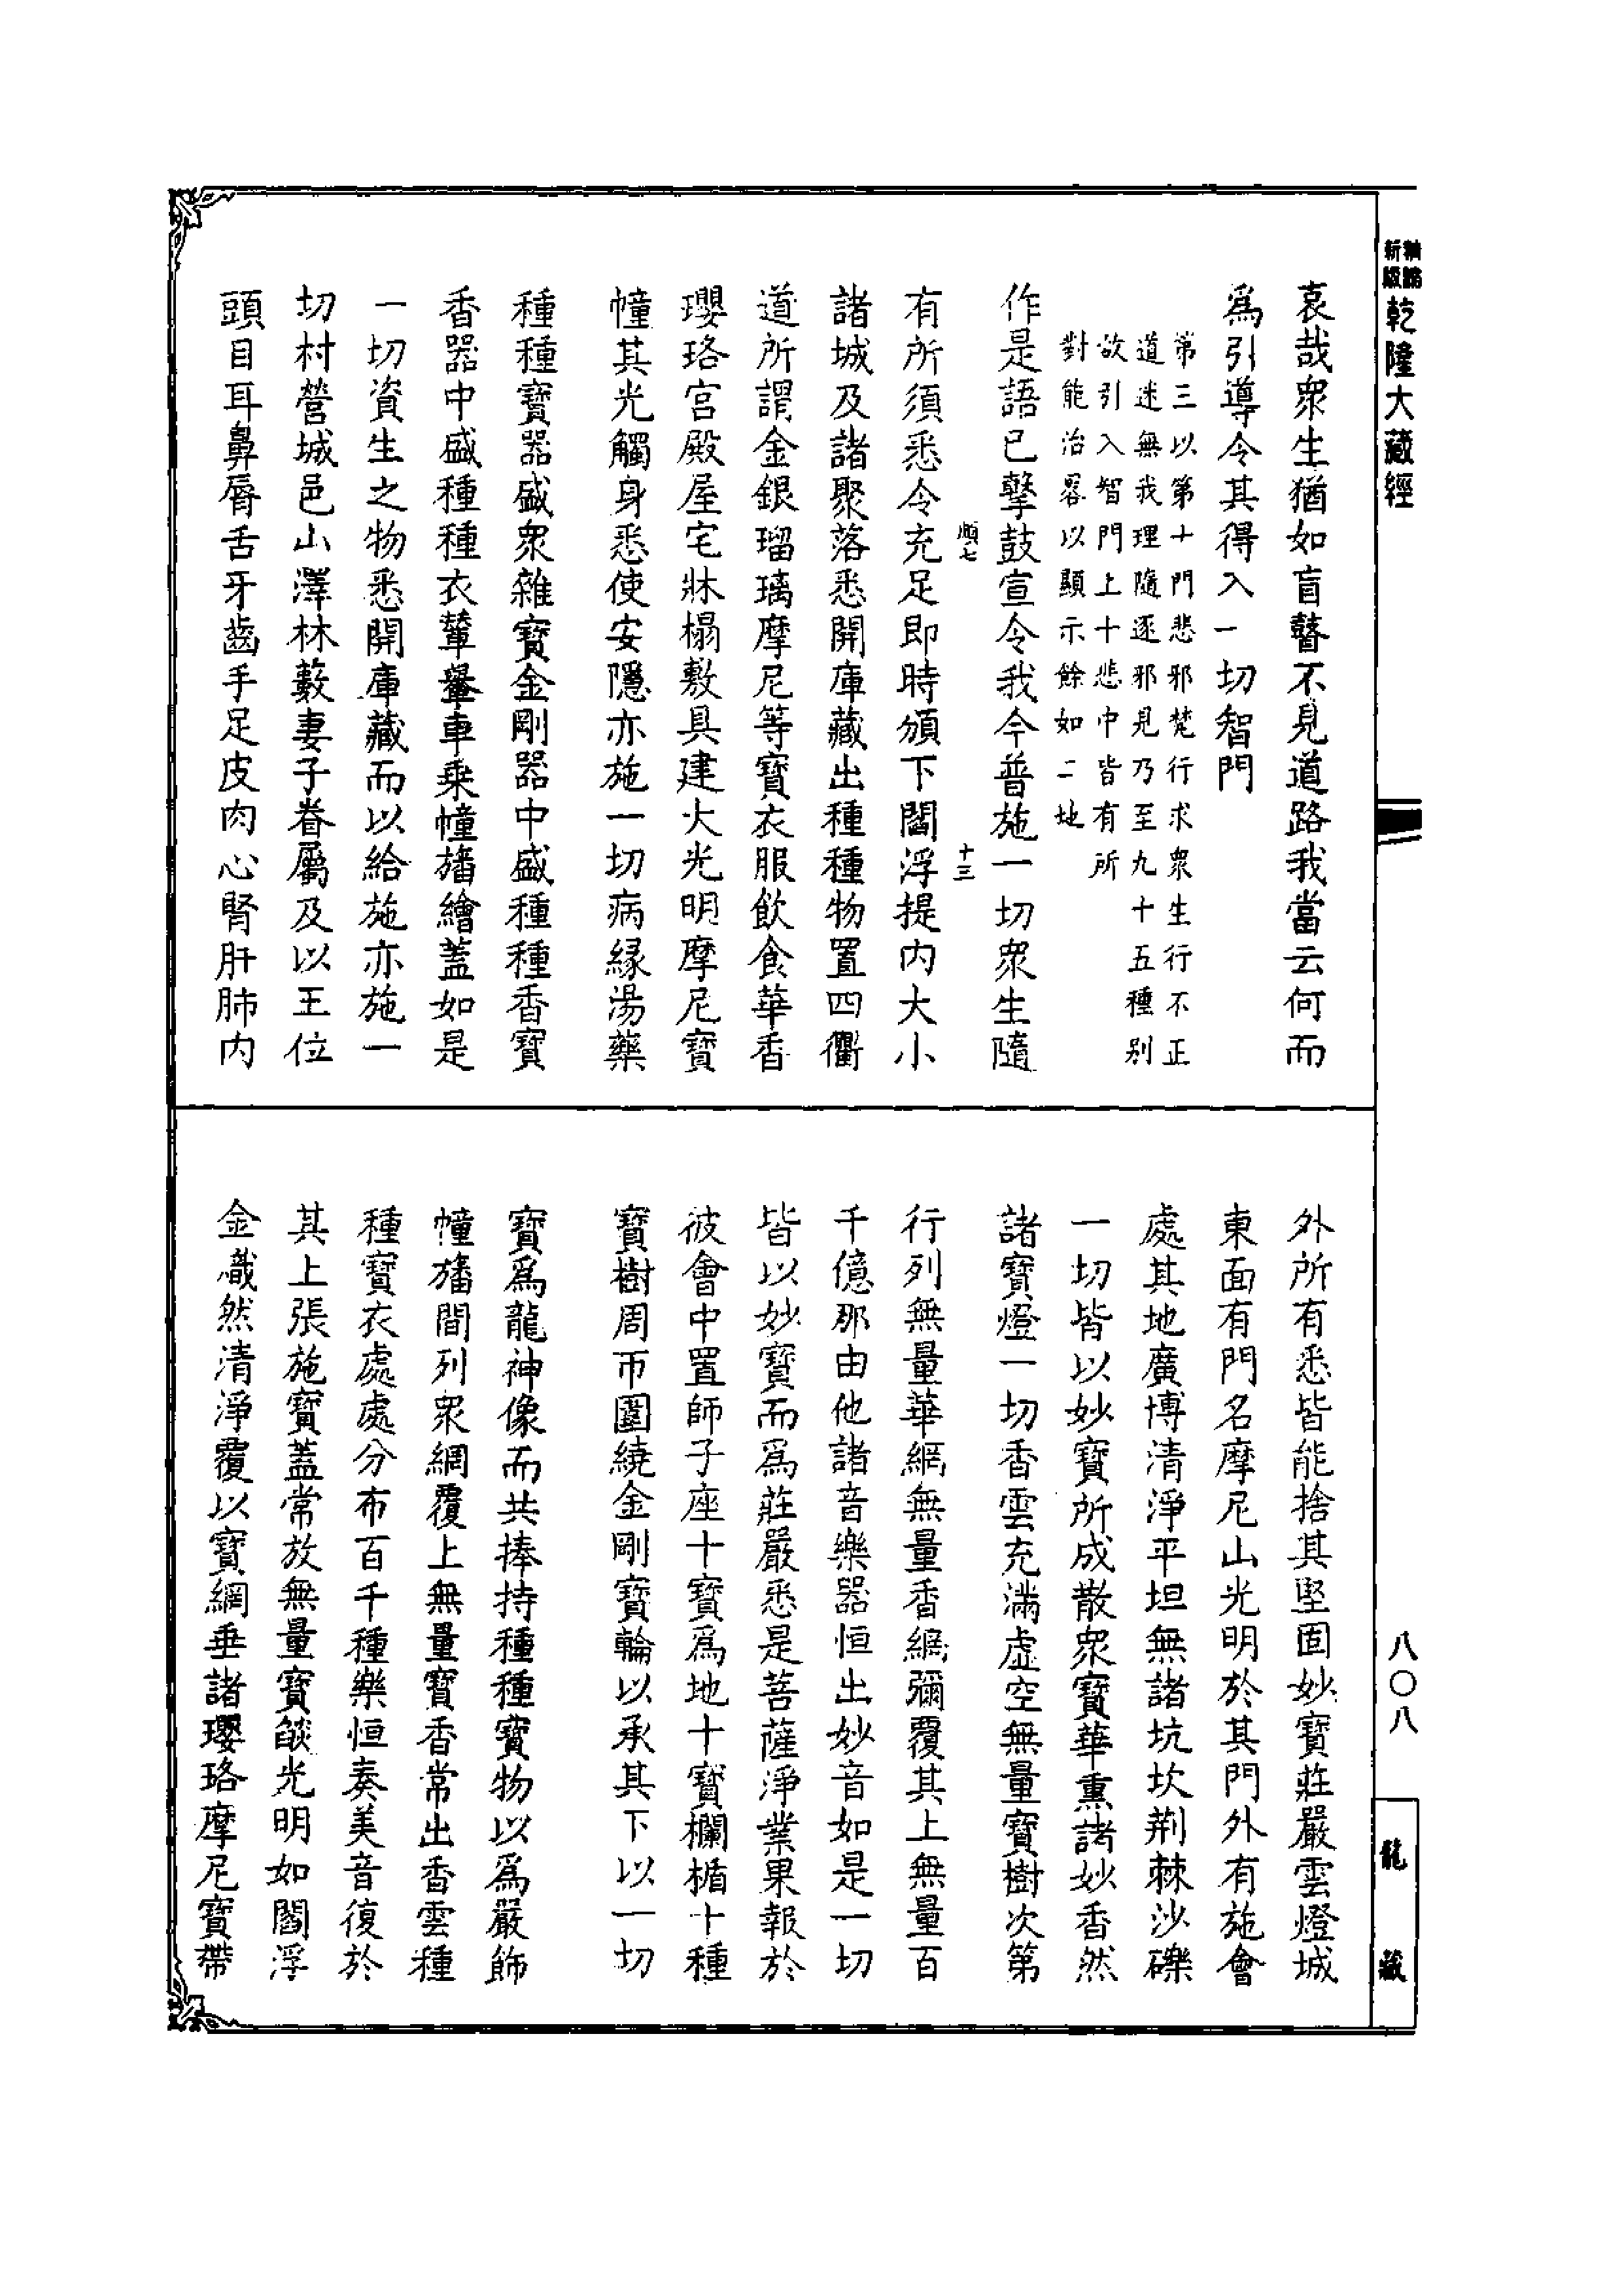 精縮
新版
乾隆大藏經
哀哉衆生猶如盲瞽不見道路我當云何而
爲引導令其得入一切智門
第三以第十門悲邪梵行求衆生行不正
道迷無我理隨逐邪見乃至九十五種别
故引入智門上十悲中皆有所
對能治畧以顯示餘如二地
作是語已擊鼓宣令我今普施一切衆生隨
十三
有所須悉令充足即時頒下閻浮提内大小
諸城及諸聚落悉開庫藏出種種物置四衢
道所謂金銀瑠璃摩尼等寶衣服飲食華香
瓔珞宫殿屋宅牀榻敷具建大光明摩尼寶
幢其光觸身悉使安隱亦施一切病緣湯藥
種種寶器盛衆雜寶金剛器中盛種種香寶
香器中盛種種衣輦轝車乗幢旛繒蓋如是
一切資生之物悉開庫藏而以給施亦施一
切村營城邑山澤林藪妻子眷屬及以王位
頭目耳鼻脣舌牙齒手足皮肉心腎肝肺内
外所有悉皆能捨其堅固妙寶莊嚴雲燈城
東面有門名摩尼山光明於其門外有施會
處其地廣博清淨平坦無諸坑坎荆棘沙礫
一切皆以妙寶所成散衆寶華熏諸妙香然
諸寶燈一切香雲充滿虚空無量寶樹次第
行列無量華網無量香網彌覆其上無量百
千億那由他諸音樂器恒出妙音如是一切
皆以妙寶而爲莊嚴悉是菩薩淨業果報於
彼會中置師子座十寶爲地十寶欄楯十種
寶樹周帀圍繞金剛寶輪以承其下以一切
寶爲龍神像而共捧持種種寶物以爲嚴飾
幢旛間列衆網覆上無量寶香常出香雲種
種寶衣處處分布百千種樂恒奏美音復於
其上張施寶蓋常放無量寶燄光明如閻浮
金熾然清淨覆以寶網垂諸瓔珞摩尼寶帶
八〇八
龍藏